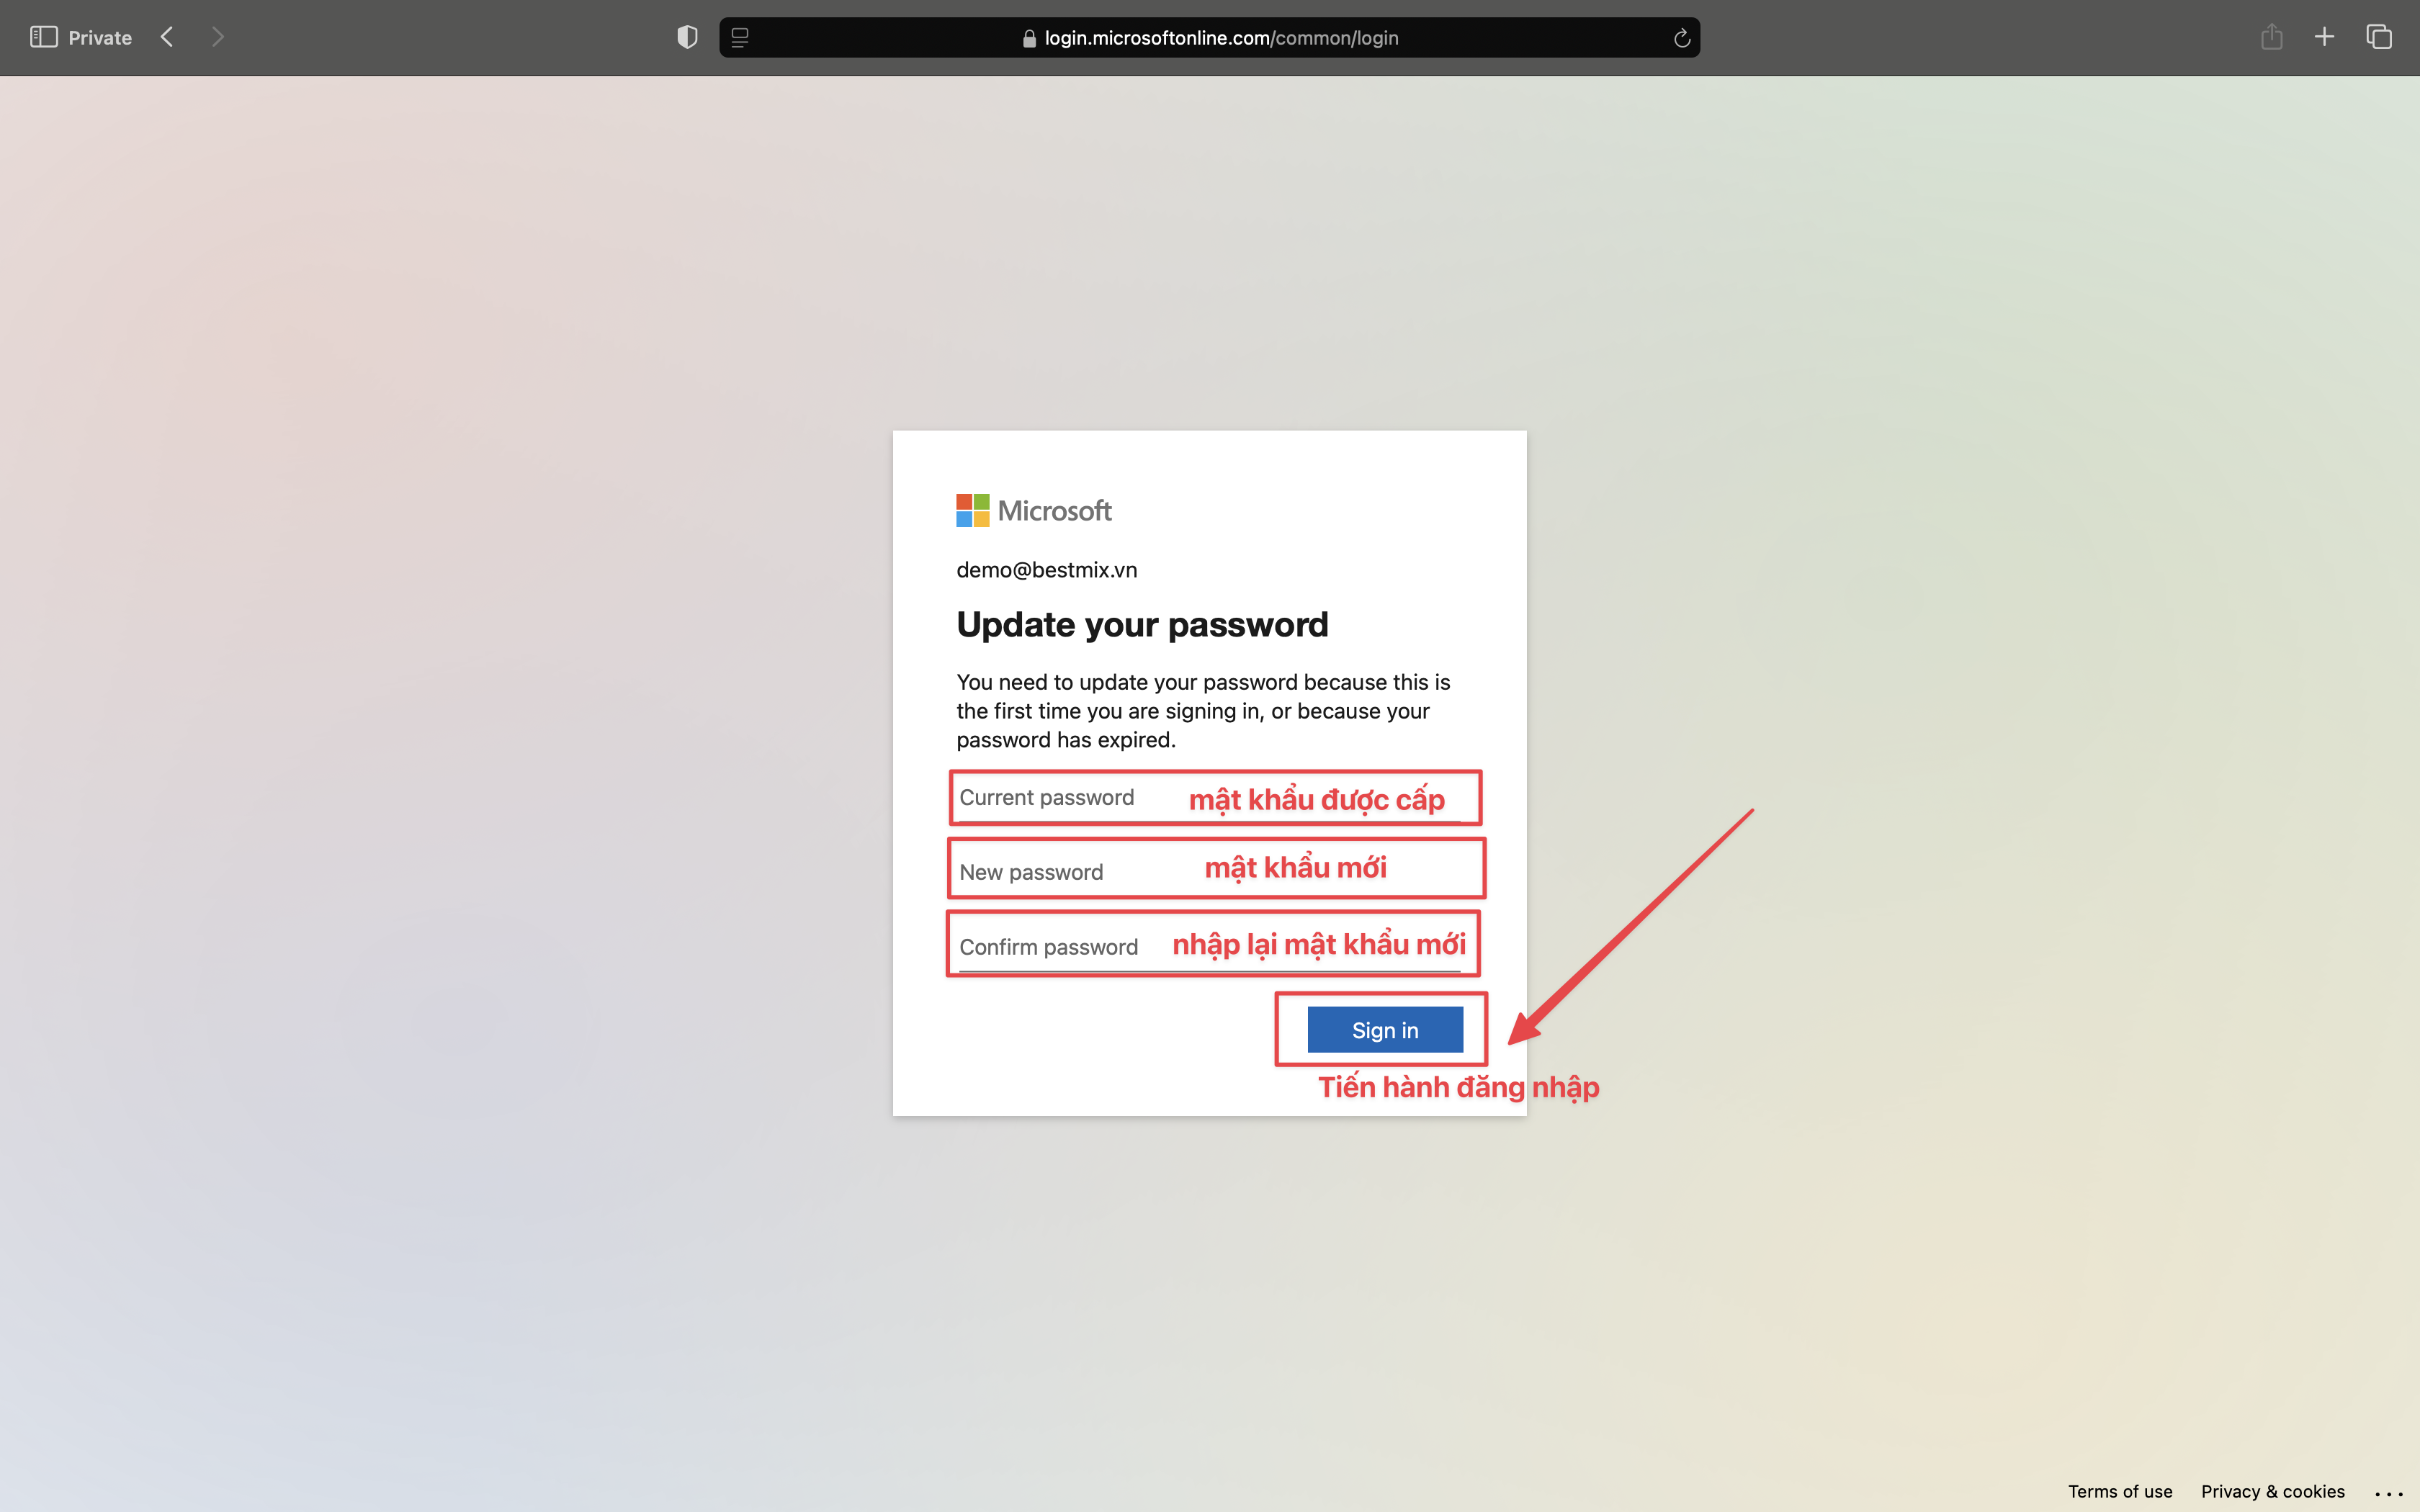 Private
login.microsoftonline.com/common/login
Microsoft
demo@bestmix.vn
Update your password
You need to update your password because this is
the first time you are signing in, or because your
password has expired.
Current password mật khẩu được cấp
New password mật khẩu mới
Confirm password nhập lại mật khẩu mới
Sign in
Tiến hành đăng nhập
Terms of use Privacy & cookies ...